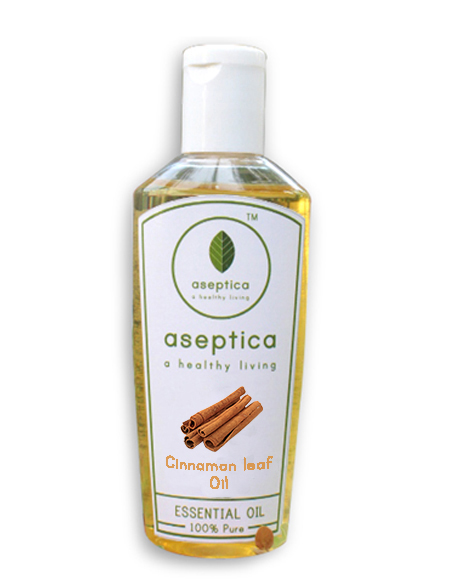 TM
aseptica
a healthy living
aseptica
a healthy living
Cinnamon leaf
Oil
ESSENTIAL OIL
100% Pure